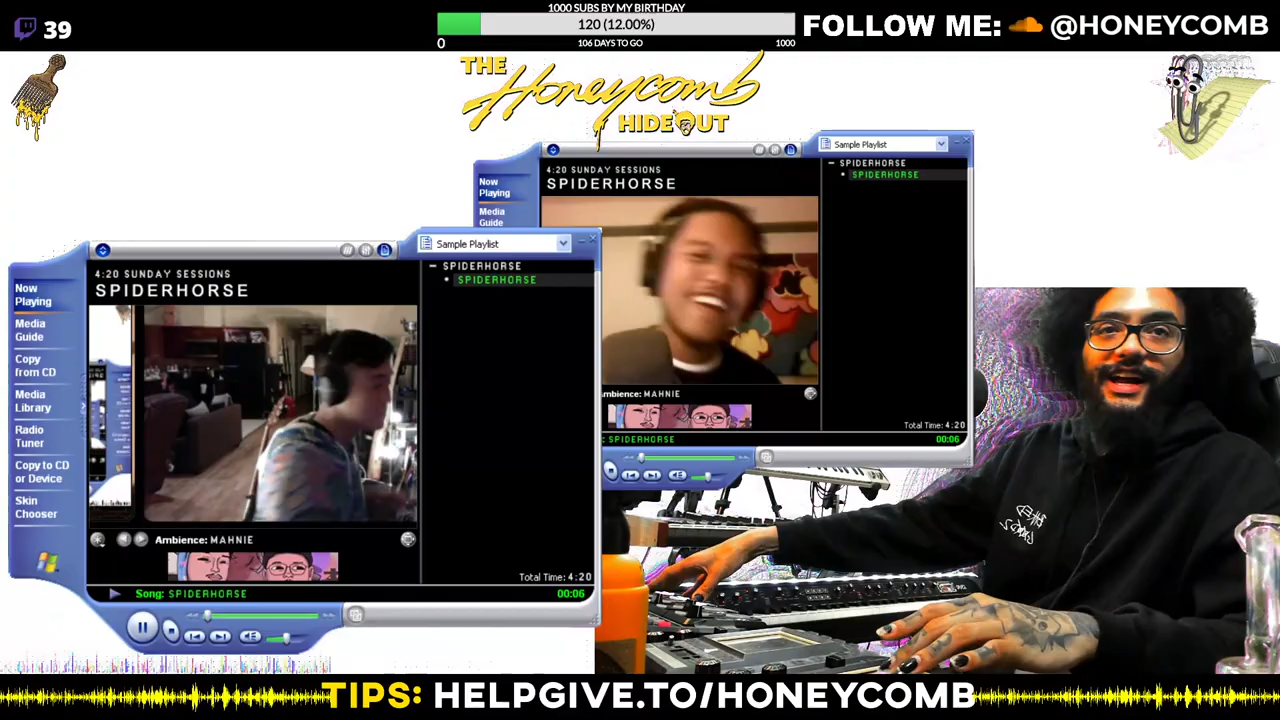 39
1000 SUBS BY MY BIRTHDAY
120 (12.00%)
0
106 DAYS TO GO
1000
FOLLOW ME: @HONEYCOMB
THE
Honeycomb
HIDEOUT
Sample Playlist
4:20 SUNDAY SESSIONS
SPIDERHORSE
Now
Playing
Media
Guide
SPIDERHORSE
SPIDERHORSE
Ambience: MAHNIE
Total Time: 4:20
: SPIDERHORSE
00:06
Sample Playlist
4:20 SUNDAY SESSIONS
SPIDERHORSE
Now
Playing
Media
Guide
Copy
from CD
Media
Library
Radio
Tuner
Copy to CD
or Device
Skin
Chooser
SPIDERHORSE
SPIDERHORSE
Ambience: MAHNIE
Total Time: 4:20
Song: SPIDERHORSE
00:06
TIPS: HELPGIVE.TO/HONEYCOMB